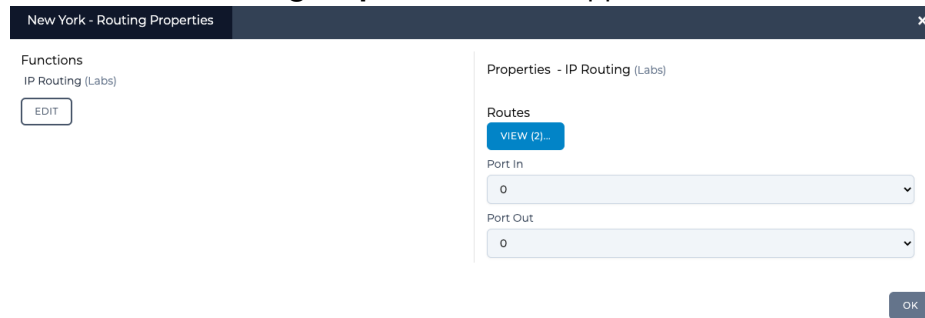 New York - Routing Properties
×
Functions
IP Routing (Labs)
EDIT
Properties - IP Routing (Labs)
Routes
VIEW (2)...
Port In
0
Port Out
0
OK